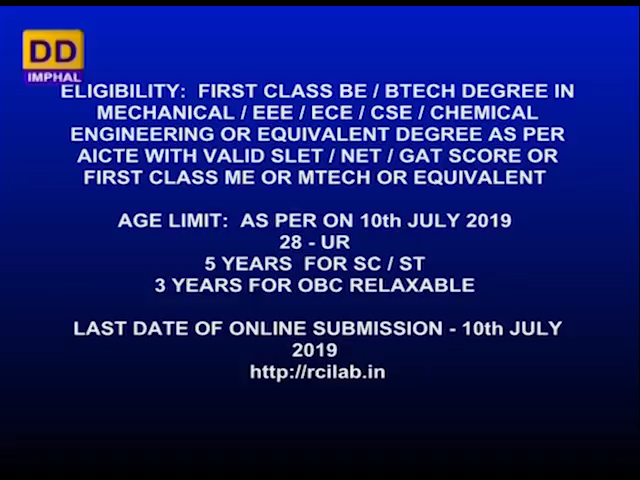 DD
IMPHAL
ELIGIBILITY:  FIRST CLASS BE / BTECH DEGREE IN
MECHANICAL / EEE / ECE / CSE / CHEMICAL
ENGINEERING OR EQUIVALENT DEGREE AS PER
AICTE WITH VALID SLET / NET / GAT SCORE OR
FIRST CLASS ME OR MTECH OR EQUIVALENT
AGE LIMIT:  AS PER ON 10th JULY 2019
28 - UR
5 YEARS  FOR SC / ST
3 YEARS FOR OBC RELAXABLE
LAST DATE OF ONLINE SUBMISSION - 10th JULY
2019
http://rcilab.in